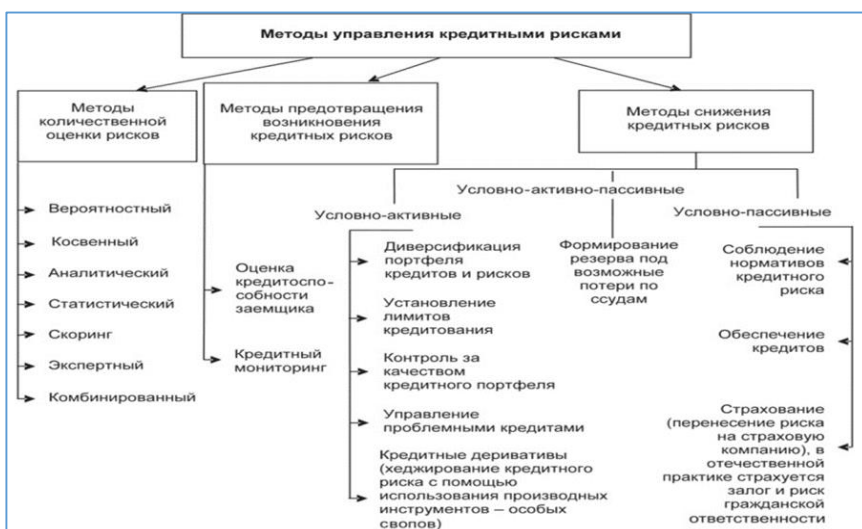 Методы управления кредитными рисками
Методы
количественной
оценки рисков
Методы предотвращения
возникновения
кредитных рисков
Методы снижения
кредитных рисков
Вероятностный
Косвенный
Аналитический
Статистический
Скоринг
Экспертный
Комбинированный
Оценка
кредитоспо-
собности
заемщика
Кредитный
мониторинг
Условно-активно-пассивные
Условно-активные
Условно-пассивные
Диверсификация
портфеля
кредитов и рисков
Установление
лимитов
кредитования
Контроль за
качеством
кредитного портфеля
Управление
проблемными кредитами
Кредитные деривативы
(хеджирование кредитного
риска с помощью
использования производных
инструментов – особых
свопов)
Формирование
резерва под
возможные
потери по
ссудам
Соблюдение
нормативов
кредитного
риска
Обеспечение
кредитов
Страхование
(перенесение риска
на страховую
компанию), в
отечественной
практике страхуется
залог и риск
гражданской
ответственности